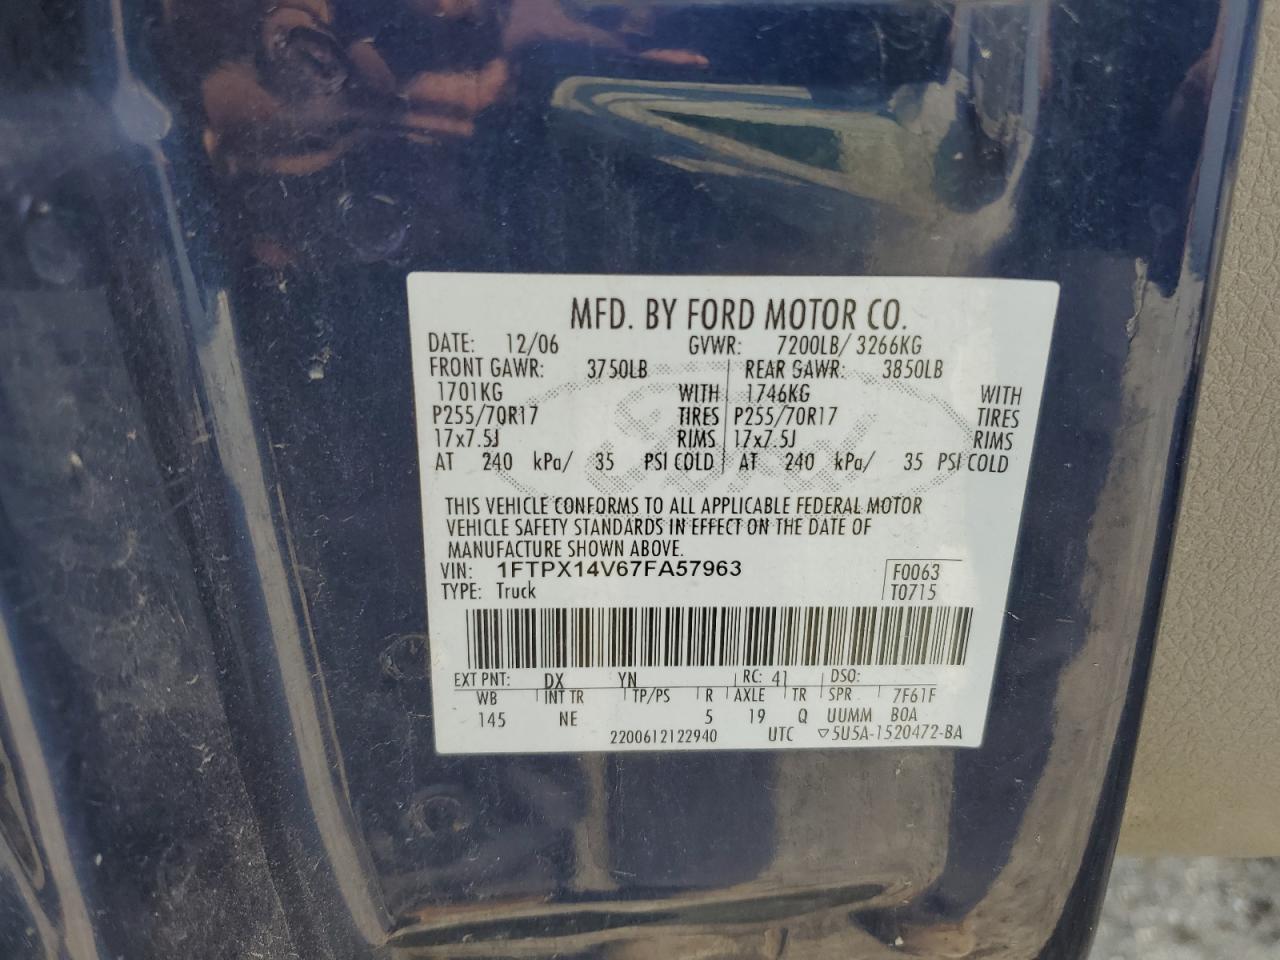 MFD. BY FORD MOTOR CO.
DATE: 12/06 GVWR: 7200LB/ 3266KG
FRONT GAWR: 3750LB REAR GAWR: 3850LB
1701KG WITH 1746KG WITH
P255/70R17 TIRES P255/70R17 TIRES
17x7.5J RIMS 17x7.5J RIMS
AT 240 kPa/ 35 PSI COLD AT 240 kPa/ 35 PSI COLD
THIS VEHICLE CONFORMS TO ALL APPLICABLE FEDERAL MOTOR
VEHICLE SAFETY STANDARDS IN EFFECT ON THE DATE OF
MANUFACTURE SHOWN ABOVE.
VIN: 1FTPX14V67FA57963 F0063
TYPE: Truck T0715
EXT PNT: DX YN RC: 41 DSO:
WB INT TR TP/PS R AXLE TR SPR 7F61F
145 NE 5 19 Q UUMM BOA
2200612122940 UTC ▽5U5A-1520472-BA
Ford